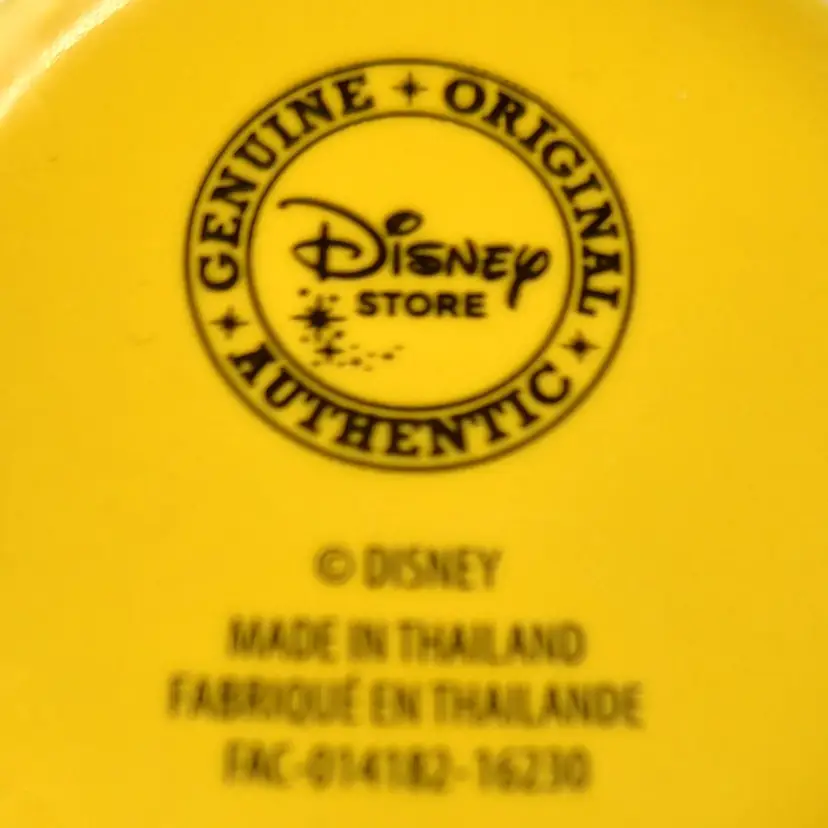 GENUINE ORIGINAL AUTHENTIC
Disney
STORE
© DISNEY
MADE IN THAILAND
FABRIQUÉ EN THAILANDE
FAC-014182-16230